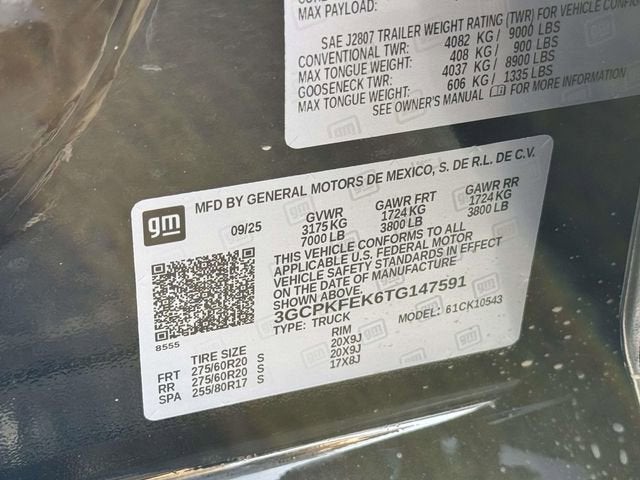 MAX PAYLOAD:
SAE J2807 TRAILER WEIGHT RATING (TWR) FOR VEHICLE CONFIG
CONVENTIONAL TWR: 4082 KG / 9000 LBS
MAX TONGUE WEIGHT: 408 KG / 900 LBS
GOOSENECK TWR: 4037 KG / 8900 LBS
MAX TONGUE WEIGHT: 606 KG / 1335 LBS
SEE OWNER'S MANUAL FOR MORE INFORMATION
gm
MFD BY GENERAL MOTORS DE MEXICO, S. DE R.L. DE C.V.
09/25 GVWR GAWR FRT GAWR RR
3175 KG 1724 KG 1724 KG
7000 LB 3800 LB 3800 LB
THIS VEHICLE CONFORMS TO ALL
APPLICABLE U.S. FEDERAL MOTOR
VEHICLE SAFETY STANDARDS IN EFFECT
ON THE DATE OF MANUFACTURE
3GCPKFEK6TG147591
TYPE: TRUCK MODEL: 61CK10543
8555
TIRE SIZE RIM
FRT 275/60R20 S 20X9J
RR 275/60R20 S 20X9J
SPA 255/80R17 S 17X8J